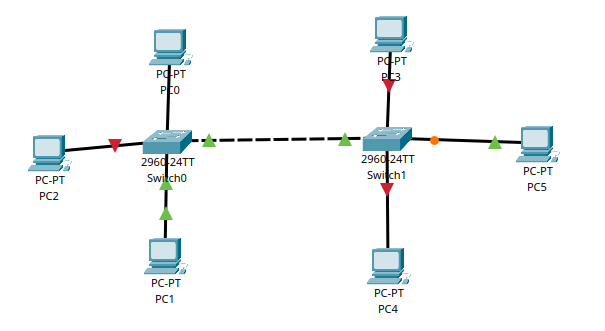 PC-PT
PC0
PC-PT
PC3
2960-24TT
Switch0
2960-24TT
Switch1
PC-PT
PC2
PC-PT
PC5
PC-PT
PC1
PC-PT
PC4